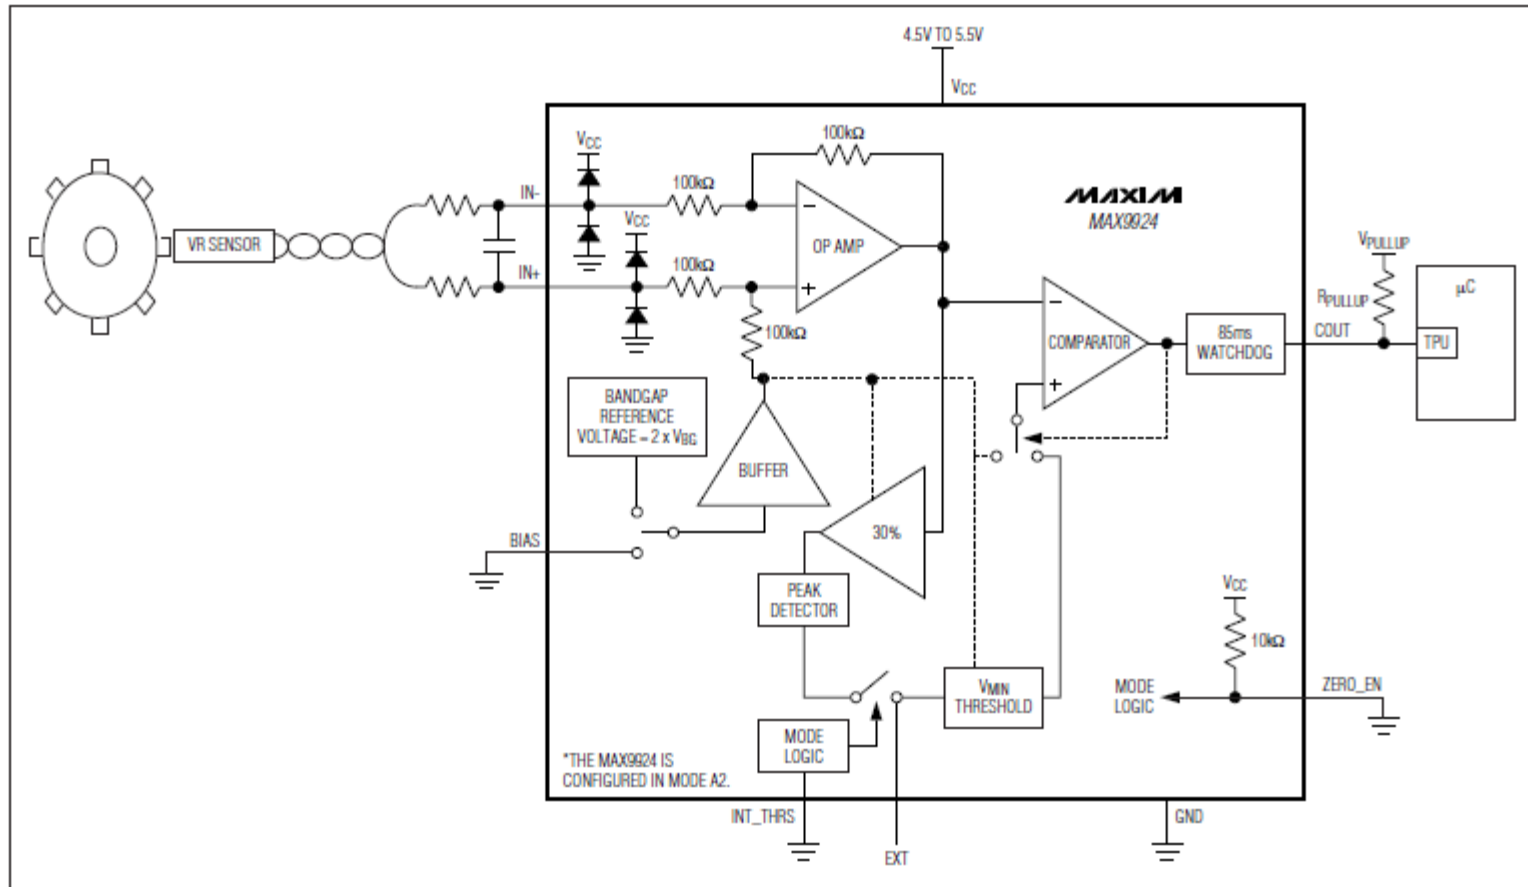 4.5V TO 5.5V
VCC
VCC
100kΩ
IN-
100kΩ
MAXIM
MAX9924
VR SENSOR
VCC
OP AMP
VPULLUP
IN+
100kΩ
µC
RPULLUP
100kΩ
COMPARATOR
85ms
WATCHDOG
COUT
TPU
BANDGAP
REFERENCE
VOLTAGE = 2 x VBG
BUFFER
30%
BIAS
PEAK
DETECTOR
VCC
10kΩ
VMIN
THRESHOLD
MODE
LOGIC
ZERO_EN
MODE
LOGIC
*THE MAX9924 IS
CONFIGURED IN MODE A2.
INT_THRS
EXT
GND